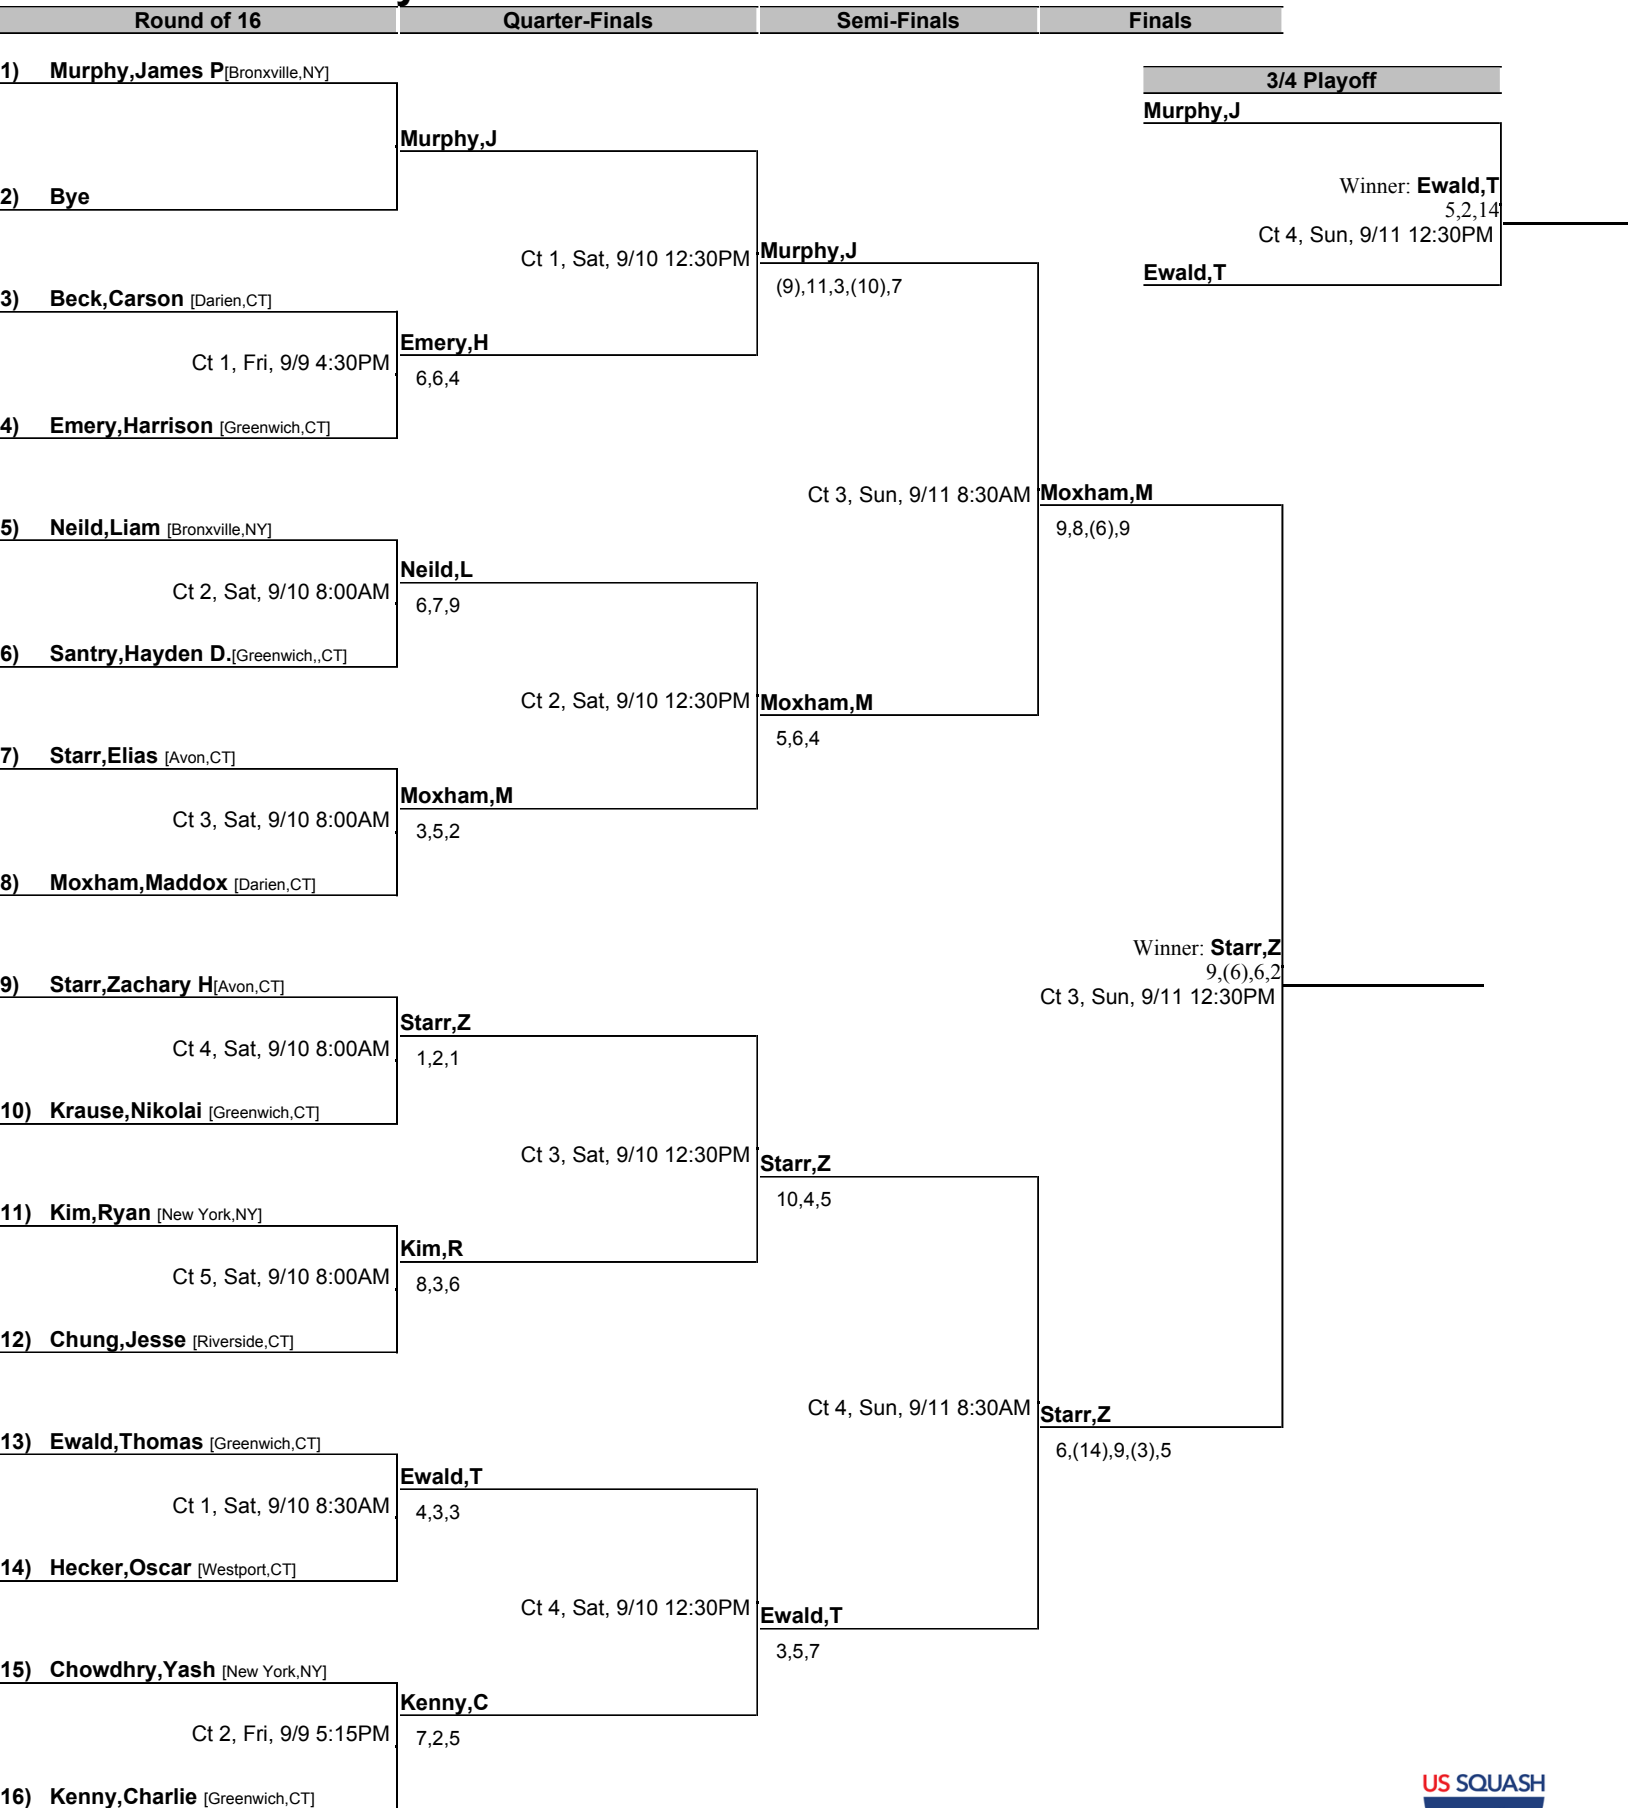 Round of 16
Quarter-Finals
Semi-Finals
Finals
1) Murphy,James P[Bronxville,NY]
3/4 Playoff
Murphy,J
Murphy,J
Winner: Ewald,T
2) Bye
5,2,14
Ct 4, Sun, 9/11 12:30PM
Ct 1, Sat, 9/10 12:30PM
Murphy,J
Ewald,T
(9),11,3,(10),7
3) Beck,Carson [Darien,CT]
Emery,H
Ct 1, Fri, 9/9 4:30PM
6,6,4
4) Emery,Harrison [Greenwich,CT]
Ct 3, Sun, 9/11 8:30AM
Moxham,M
9,8,(6),9
5) Neild,Liam [Bronxville,NY]
Neild,L
Ct 2, Sat, 9/10 8:00AM
6,7,9
6) Santry,Hayden D.[Greenwich,,CT]
Ct 2, Sat, 9/10 12:30PM
Moxham,M
5,6,4
7) Starr,Elias [Avon,CT]
Moxham,M
Ct 3, Sat, 9/10 8:00AM
3,5,2
8) Moxham,Maddox [Darien,CT]
Winner: Starr,Z
9,(6),6,2
Ct 3, Sun, 9/11 12:30PM
9) Starr,Zachary H[Avon,CT]
Starr,Z
Ct 4, Sat, 9/10 8:00AM
1,2,1
10) Krause,Nikolai [Greenwich,CT]
Ct 3, Sat, 9/10 12:30PM
Starr,Z
10,4,5
11) Kim,Ryan [New York,NY]
Kim,R
Ct 5, Sat, 9/10 8:00AM
8,3,6
12) Chung,Jesse [Riverside,CT]
Ct 4, Sun, 9/11 8:30AM
Starr,Z
6,(14),9,(3),5
13) Ewald,Thomas [Greenwich,CT]
Ewald,T
Ct 1, Sat, 9/10 8:30AM
4,3,3
14) Hecker,Oscar [Westport,CT]
Ct 4, Sat, 9/10 12:30PM
Ewald,T
3,5,7
15) Chowdhry,Yash [New York,NY]
Kenny,C
Ct 2, Fri, 9/9 5:15PM
7,2,5
16) Kenny,Charlie [Greenwich,CT]
US SQUASH